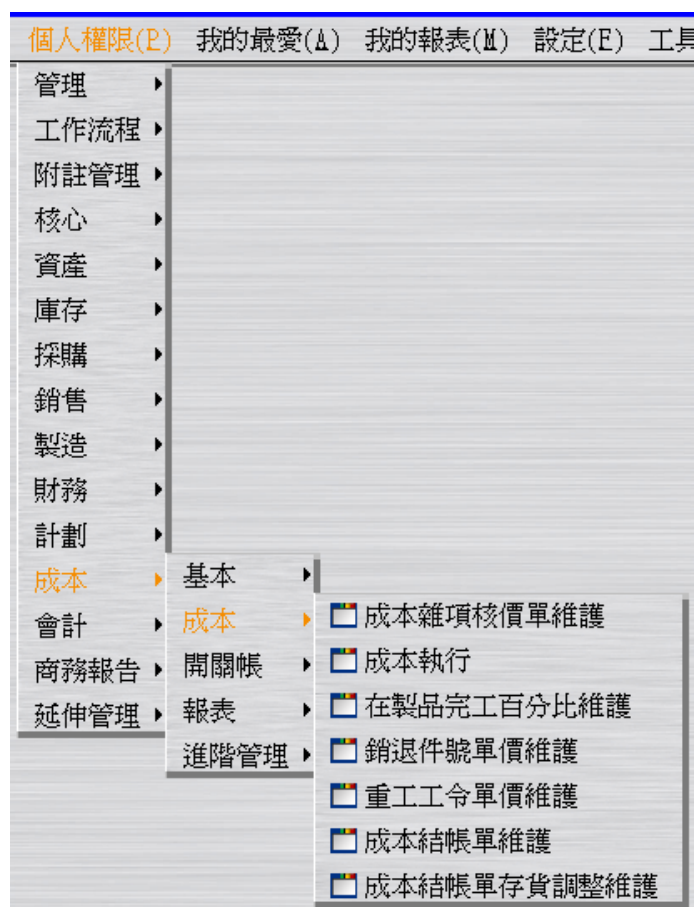 個人權限(P) 我的最愛(A) 我的報表(M) 設定(E) 工具
管理
工作流程
附註管理
核心
資產
庫存
採購
銷售
製造
財務
計劃
成本
會計
商務報告
延伸管理
基本
成本
開關帳
報表
進階管理
成本雜項核價單維護
成本執行
在製品完工百分比維護
銷退件號單價維護
重工工令單價維護
成本結帳單維護
成本結帳單存貨調整維護